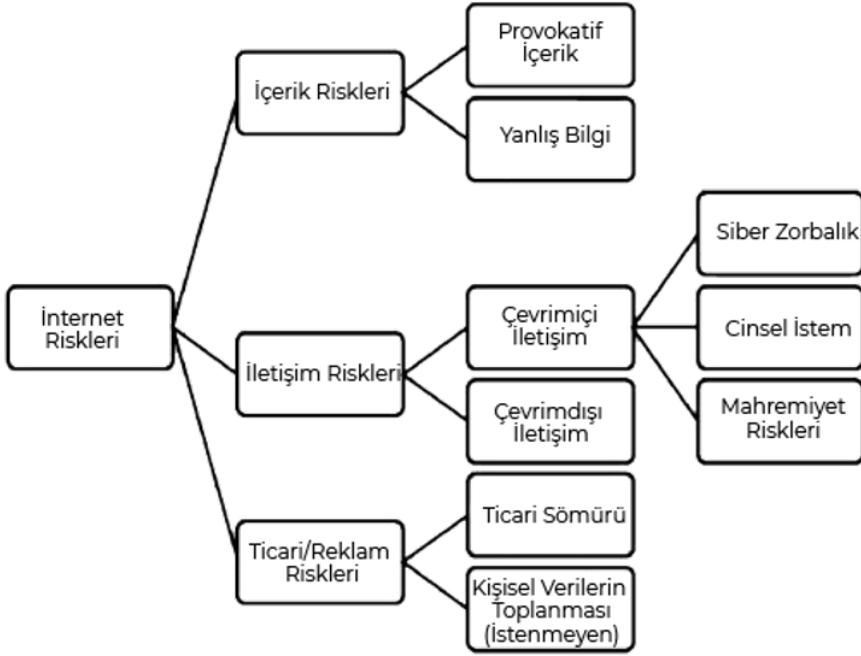 İnternet
Riskleri
İçerik Riskleri
Provokatif
İçerik
Yanlış Bilgi
İletişim Riskleri
Çevrimiçi
İletişim
Siber Zorbalık
Cinsel İstem
Mahremiyet
Riskleri
Çevrimdışı
İletişim
Ticari/Reklam
Riskleri
Ticari Sömürü
Kişisel Verilerin
Toplanması
(İstenmeyen)